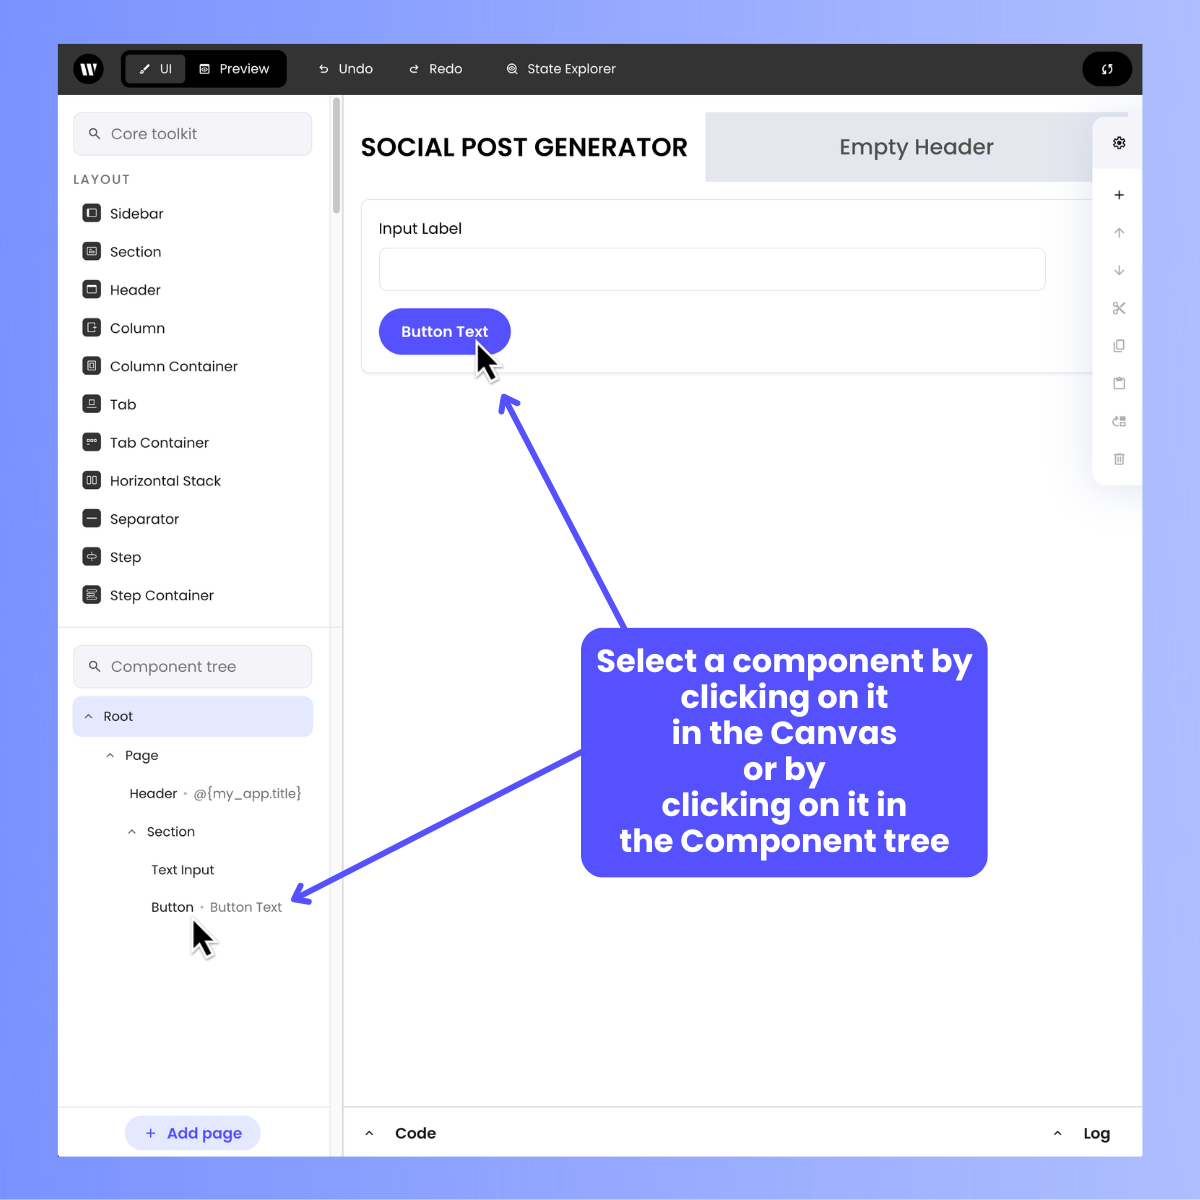 W
UI
Preview
Undo
Redo
State Explorer
Core toolkit
LAYOUT
Sidebar
Section
Header
Column
Column Container
Tab
Tab Container
Horizontal Stack
Separator
Step
Step Container
Component tree
Root
Page
Header • @{my_app.title}
Section
Text Input
Button • Button Text
+ Add page
SOCIAL POST GENERATOR
Empty Header
Input Label
Button Text
Select a component by
clicking on it
in the Canvas
or by
clicking on it in
the Component tree
Code
Log